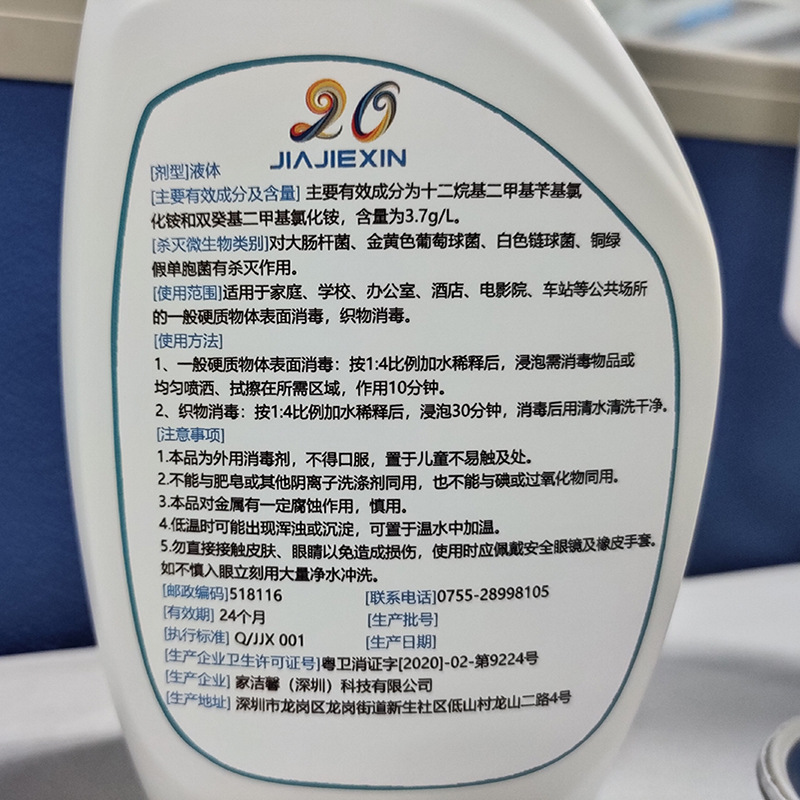 20
JIAJIEXIN
[剂型]液体
[主要有效成分及含量] 主要有效成分为十二烷基二甲基苄基氯
化铵和双癸基二甲基氯化铵，含量为3.7g/L。
[杀灭微生物类别]对大肠杆菌、金黄色葡萄球菌、白色链球菌、铜绿
假单胞菌有杀灭作用。
[使用范围]适用于家庭、学校、办公室、酒店、电影院、车站等公共场所
的一般硬质物体表面消毒，织物消毒。
[使用方法]
1、一般硬质物体表面消毒：按1:4比例加水稀释后，浸泡需消毒物品或
均匀喷洒、拭擦在所需区域，作用10分钟。
2、织物消毒：按1:4比例加水稀释后，浸泡30分钟，消毒后用清水清洗干净。
[注意事项]
1.本品为外用消毒剂，不得口服，置于儿童不易触及处。
2.不能与肥皂或其他阴离子洗涤剂同用，也不能与碘或过氧化物同用。
3.本品对金属有一定腐蚀作用，慎用。
4.低温时可能出现浑浊或沉淀，可置于温水中加温。
5.勿直接接触皮肤、眼睛以免造成损伤，使用时应佩戴安全眼镜及橡皮手套。
如不慎入眼立刻用大量净水冲洗。
[邮政编码]518116 [联系电话]0755-28998105
[有效期] 24个月 [生产批号]
[执行标准] Q/JJX 001 [生产日期]
[生产企业卫生许可证号]粤卫消证字[2020]-02-第9224号
[生产企业] 家洁馨（深圳）科技有限公司
[生产地址] 深圳市龙岗区龙岗街道新生社区低山村龙山二路4号